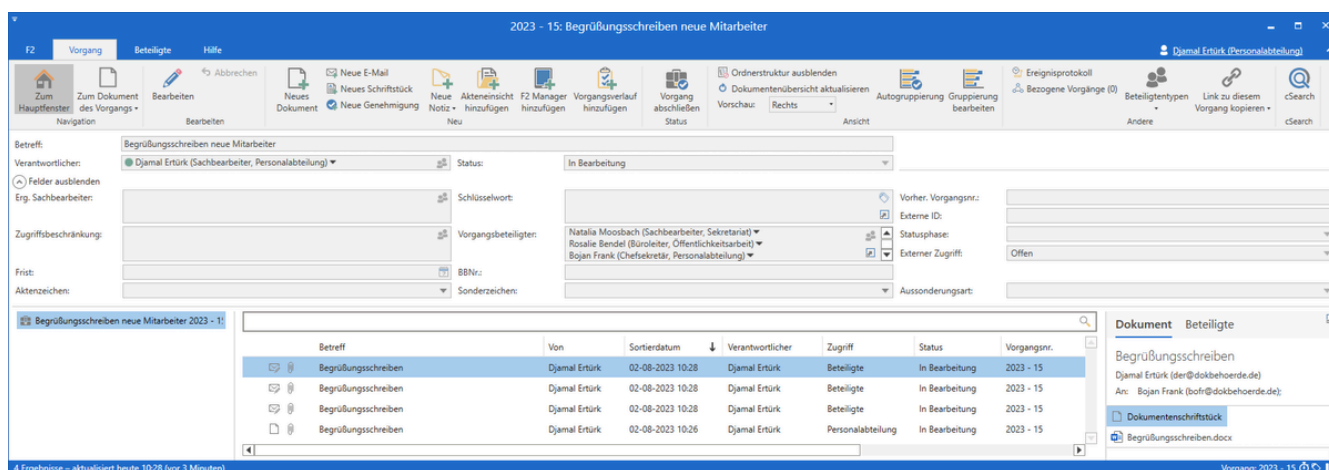 2023 - 15: Begrüßungsschreiben neue Mitarbeiter
F2 Vorgang Beteiligte Hilfe Djamal Ertürk (Personalabteilung)
Zum Hauptfenster
Zum Dokument des Vorgangs
Navigation
Bearbeiten
Abbrechen
Bearbeiten
Neues Dokument
Neue E-Mail
Neues Schriftstück
Neue Genehmigung
Neue Notiz
Akteneinsicht hinzufügen
F2 Manager hinzufügen
Vorgangsverlauf hinzufügen
Neu
Vorgang abschließen
Status
Ordnerstruktur ausblenden
Dokumentenübersicht aktualisieren
Vorschau: Rechts
Autogruppierung
Gruppierung bearbeiten
Ansicht
Ereignisprotokoll
Bezogene Vorgänge (0)
Beteiligtentypen
Link zu diesem Vorgang kopieren
Andere
cSearch
cSearch
Betreff: Begrüßungsschreiben neue Mitarbeiter
Verantwortlicher: Djamal Ertürk (Sachbearbeiter, Personalabteilung) Status: In Bearbeitung
Felder ausblenden
Erg. Sachbearbeiter: Schlüsselwort: Vorher. Vorgangsnr.:
Externe ID:
Zugriffsbeschränkung: Vorgangsbeteiligter: Natalia Moosbach (Sachbearbeiter, Sekretariat) Statusphase:
Rosalie Bendel (Büroleiter, Öffentlichkeitsarbeit)
Bojan Frank (Chefsekretär, Personalabteilung) Externer Zugriff: Offen
Frist: BBNr.:
Aktenzeichen: Sonderzeichen: Aussonderungsart:
Begrüßungsschreiben neue Mitarbeiter 2023 - 1
Betreff Von Sortierdatum Verantwortlicher Zugriff Status Vorgangsnr.
Begrüßungsschreiben Djamal Ertürk 02-08-2023 10:28 Djamal Ertürk Beteiligte In Bearbeitung 2023 - 15
Begrüßungsschreiben Djamal Ertürk 02-08-2023 10:28 Djamal Ertürk Beteiligte In Bearbeitung 2023 - 15
Begrüßungsschreiben Djamal Ertürk 02-08-2023 10:28 Djamal Ertürk Beteiligte In Bearbeitung 2023 - 15
Begrüßungsschreiben Djamal Ertürk 02-08-2023 10:26 Djamal Ertürk Personalabteilung In Bearbeitung 2023 - 15
Dokument Beteiligte
Begrüßungsschreiben
Djamal Ertürk (der@dokbehoerde.de)
An: Bojan Frank (bofr@dokbehoerde.de);
Dokumentenschriftstück
Begrüßungsschreiben.docx
4 Ergebnisse – aktualisiert heute 10:28 (vor 3 Minuten) Vorgang: 2023 - 15